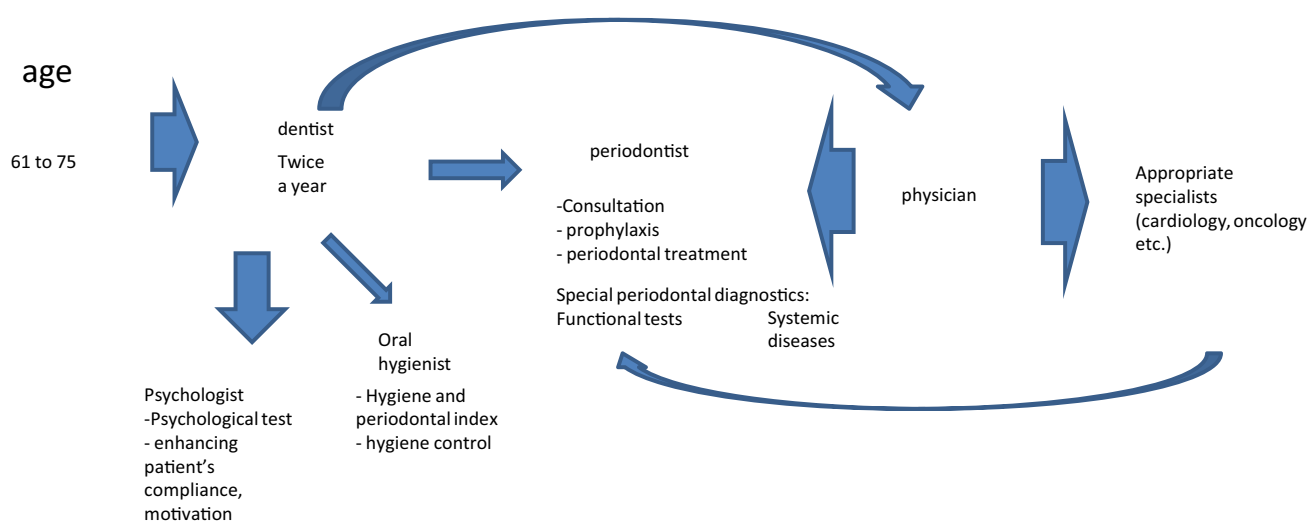 age
61 to 75
dentist
Twice
a year
periodontist
-Consultation
- prophylaxis
- periodontal treatment
Special periodontal diagnostics:
Functional tests
Systemic
diseases
physician
Appropriate
specialists
(cardiology, oncology
etc.)
Psychologist
-Psychological test
- enhancing
patient's
compliance,
motivation
Oral
hygienist
- Hygiene and
periodontal index
- hygiene control